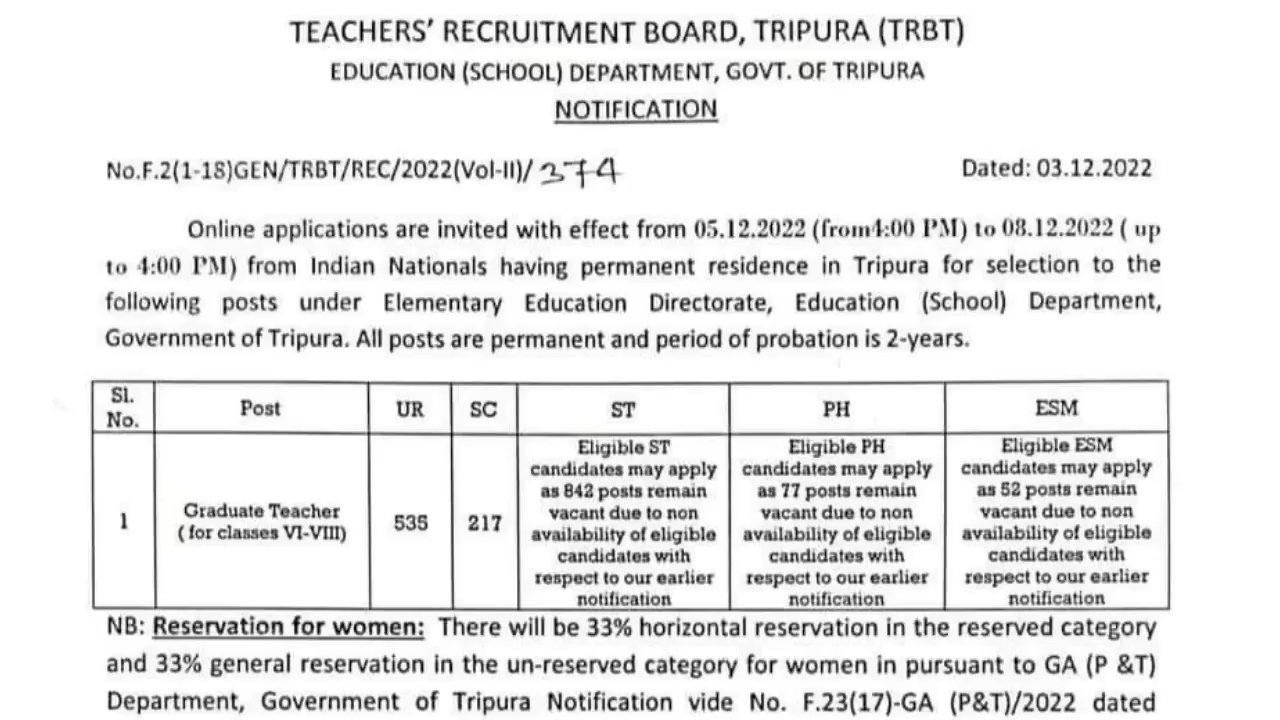 TEACHERS' RECRUITMENT BOARD, TRIPURA (TRBT)
EDUCATION (SCHOOL) DEPARTMENT, GOVT. OF TRIPURA
NOTIFICATION
No.F.2(1-18)GEN/TRBT/REC/2022(Vol-II)/ 374 Dated: 03.12.2022
Online applications are invited with effect from 05.12.2022 (from4:00 PM) to 08.12.2022 ( up
to 4:00 PM) from Indian Nationals having permanent residence in Tripura for selection to the
following posts under Elementary Education Directorate, Education (School) Department,
Government of Tripura. All posts are permanent and period of probation is 2-years.
Sl. No. Post UR SC ST PH ESM
1
Graduate Teacher
( for classes VI-VIII)
535
217
Eligible ST
candidates may apply
as 842 posts remain
vacant due to non
availability of eligible
candidates with
respect to our earlier
notification
Eligible PH
candidates may apply
as 77 posts remain
vacant due to non
availability of eligible
candidates with
respect to our earlier
notification
Eligible ESM
candidates may apply
as 52 posts remain
vacant due to non
availability of eligible
candidates with
respect to our earlier
notification
NB: Reservation for women: There will be 33% horizontal reservation in the reserved category
and 33% general reservation in the un-reserved category for women in pursuant to GA (P &T)
Department, Government of Tripura Notification vide No. F.23(17)-GA (P&T)/2022 dated